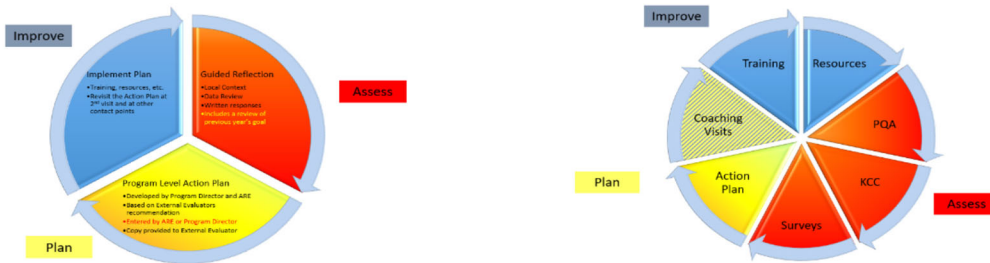 Improve
Implement Plan
•Training, resources, etc.
•Revisit the Action Plan at
2nd visit and at other
contact points
Guided Reflection
•Local Context
•Data Review
•Written responses
•Includes a review of
previous year's goal
Assess
Program Level Action Plan
•Developed by Program Director and ARE
•Based on External Evaluators
recommendation
•Entered by ARE or Program Director
•Copy provided to External Evaluator
Plan
Improve
Training
Resources
Coaching
Visits
PQA
Plan
Action
Plan
KCC
Surveys
Assess